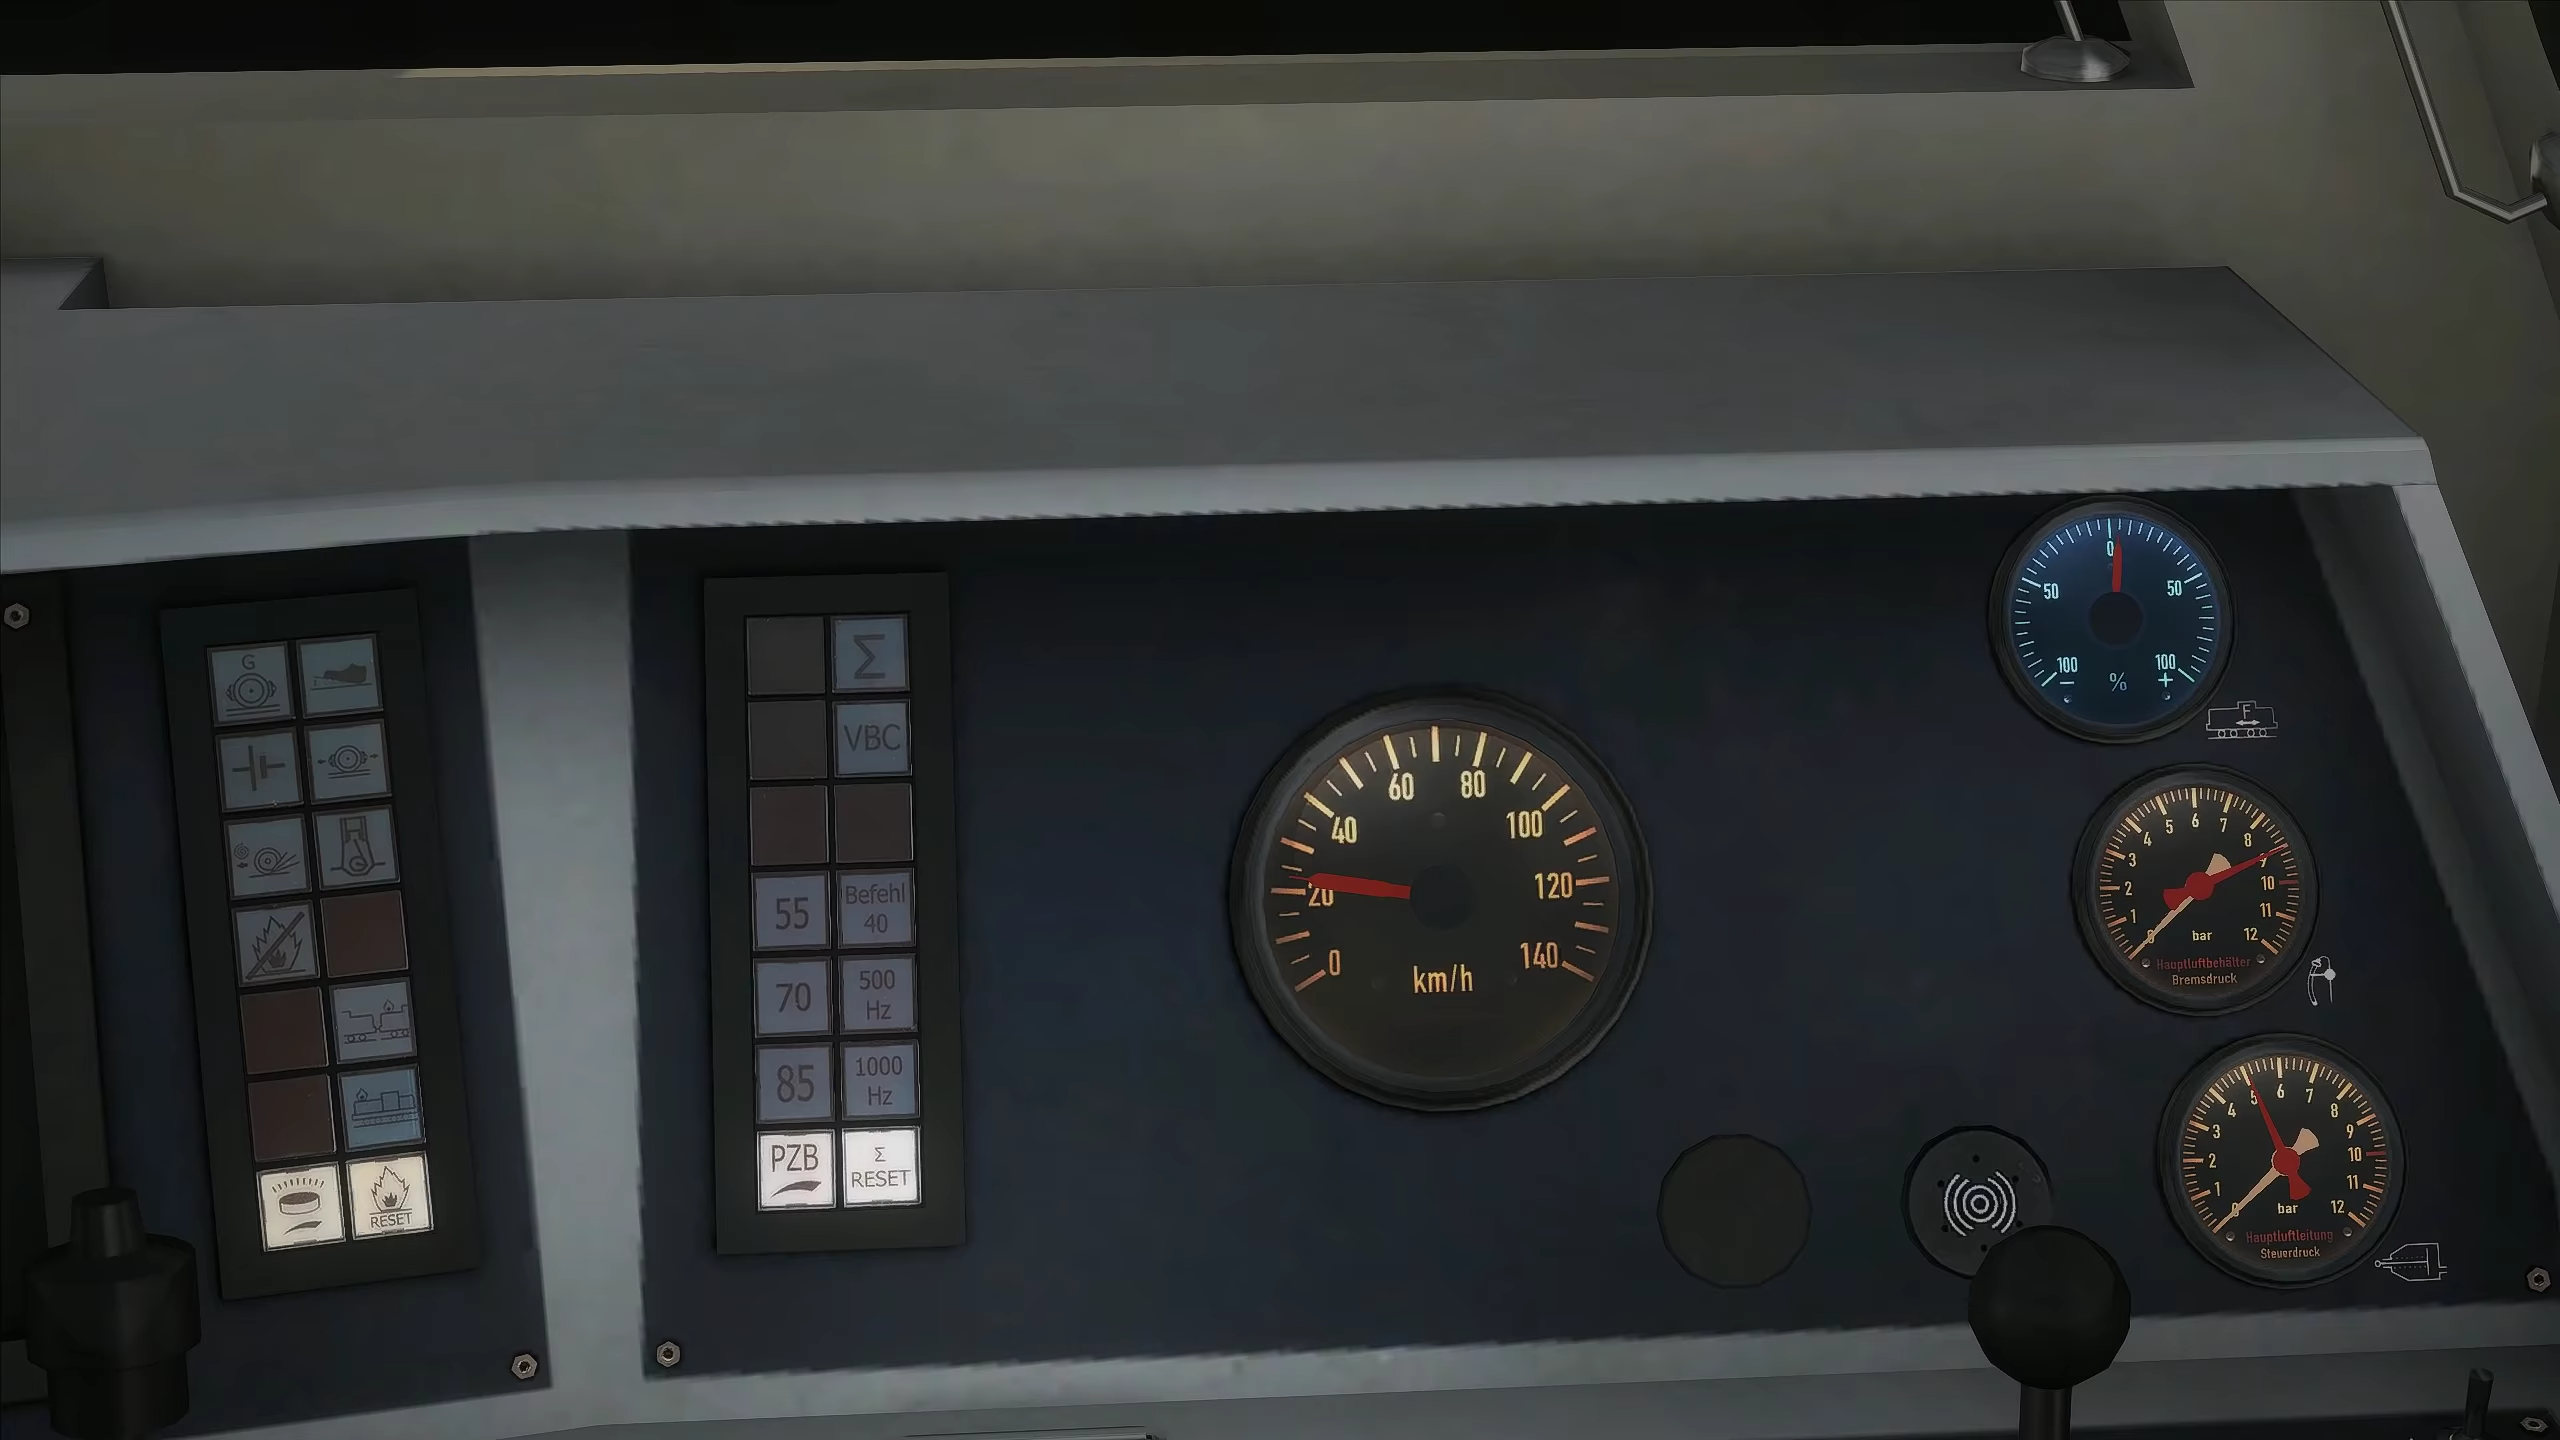 G
RESET
Σ
VBC
55
Befehl
40
70
500
Hz
85
1000
Hz
PZB
Σ
RESET
0
20
40
60
80
100
120
140
km/h
100
50
0
50
100
−
%
+
F
0
1
2
3
4
5
6
7
8
9
10
11
12
bar
Hauptluftbehälter
Bremsdruck
0
1
2
3
4
5
6
7
8
9
10
11
12
bar
Hauptluftleitung
Steuerdruck